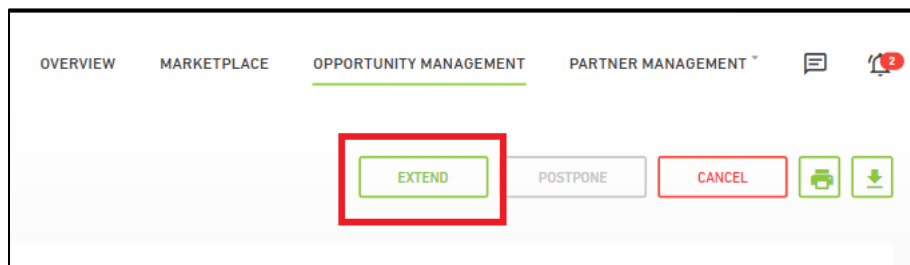 OVERVIEW MARKETPLACE OPPORTUNITY MANAGEMENT PARTNER MANAGEMENT 2
EXTEND POSTPONE CANCEL